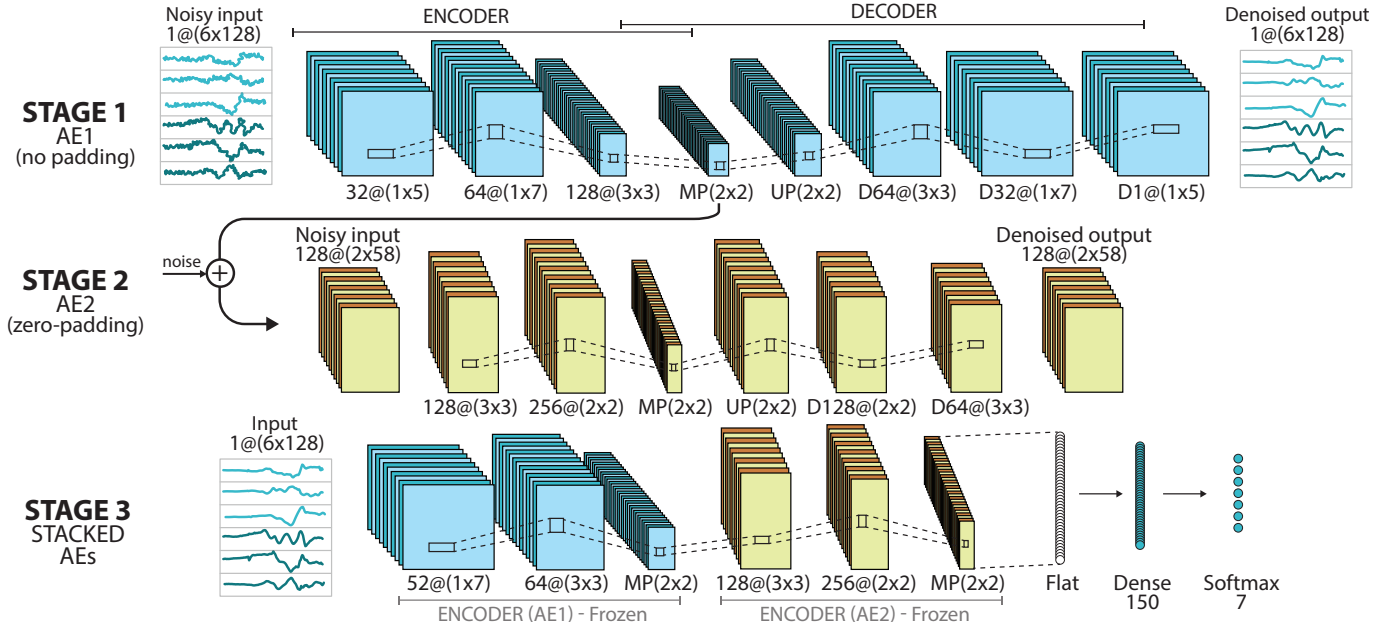 Noisy input
1@(6x128)
ENCODER
DECODER
Denoised output
1@(6x128)
STAGE 1
AE1
(no padding)
32@(1x5)
64@(1x7)
128@(3x3)
MP(2x2)
UP(2x2)
D64@(3x3)
D32@(1x7)
D1@(1x5)
STAGE 2
AE2
(zero-padding)
noise
+
Noisy input
128@(2x58)
Denoised output
128@(2x58)
128@(3x3)
256@(2x2)
MP(2x2)
UP(2x2)
D128@(2x2)
D64@(3x3)
STAGE 3
STACKED
AEs
Input
1@(6x128)
52@(1x7)
64@(3x3)
MP(2x2)
128@(3x3)
256@(2x2)
MP(2x2)
Flat
Dense
150
Softmax
7
ENCODER (AE1) - Frozen
ENCODER (AE2) - Frozen